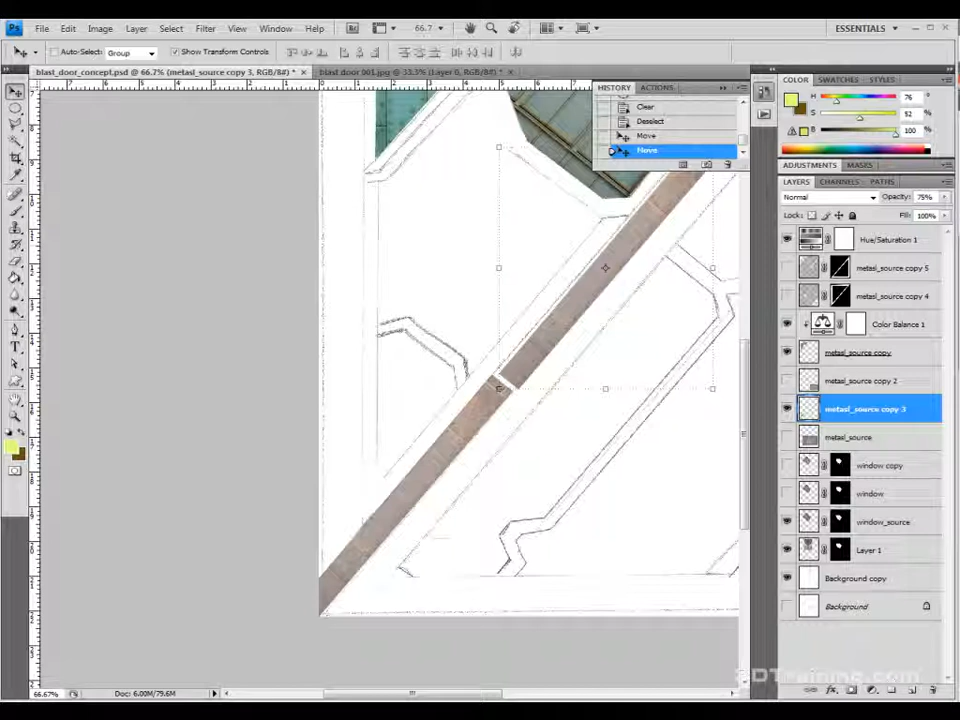 Ps File Edit Image Layer Select Filter View Window Help 66.7 ESSENTIALS
Auto-Select: Group Show Transform Controls
blast_door_concept.psd @ 66.7% (metasl_source copy 3, RGB/8#) * × blast door 001.jpg @ 33.3% (Layer 0, RGB/8#) * ×
HISTORY ACTIONS
Clear
Deselect
Move
Move
COLOR SWATCHES STYLES
H 76 °
S 52 %
B 100 %
ADJUSTMENTS MASKS
LAYERS CHANNELS PATHS
Normal Opacity: 75%
Lock: Fill: 100%
Hue/Saturation 1
metasl_source copy 5
metasl_source copy 4
Color Balance 1
metasl_source copy
metasl_source copy 2
metasl_source copy 3
metasl_source
window copy
window
window_source
Layer 1
Background copy
Background
66.67% Doc: 6.00M/79.6M
3DTraining.com